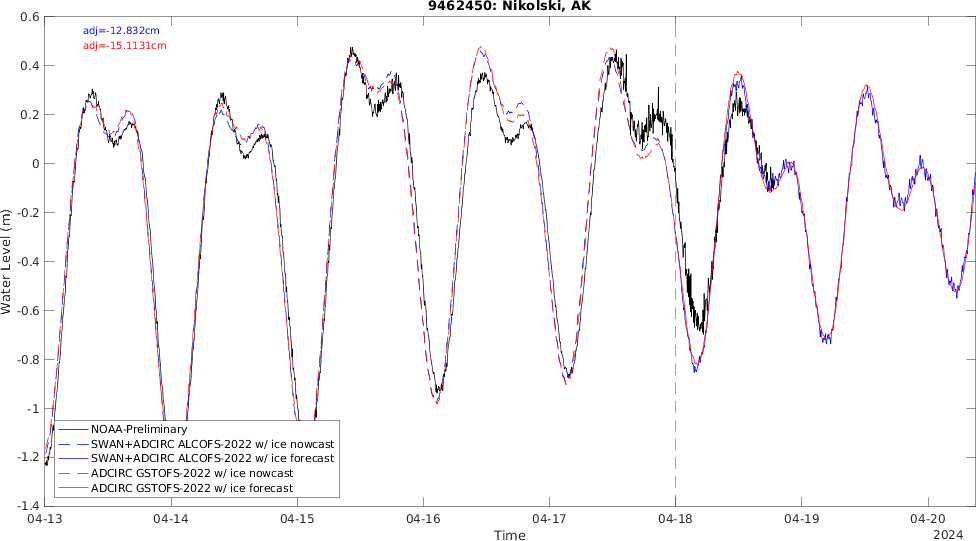 9462450: Nikolski, AK
adj=-12.832cm
adj=-15.1131cm
0.6
0.4
0.2
0
-0.2
-0.4
-0.6
-0.8
-1
-1.2
-1.4
Water Level (m)
NOAA-Preliminary
SWAN+ADCIRC ALCOFS-2022 w/ ice nowcast
SWAN+ADCIRC ALCOFS-2022 w/ ice forecast
ADCIRC GSTOFS-2022 w/ ice nowcast
ADCIRC GSTOFS-2022 w/ ice forecast
04-13 04-14 04-15 04-16 04-17 04-18 04-19 04-20
Time
2024